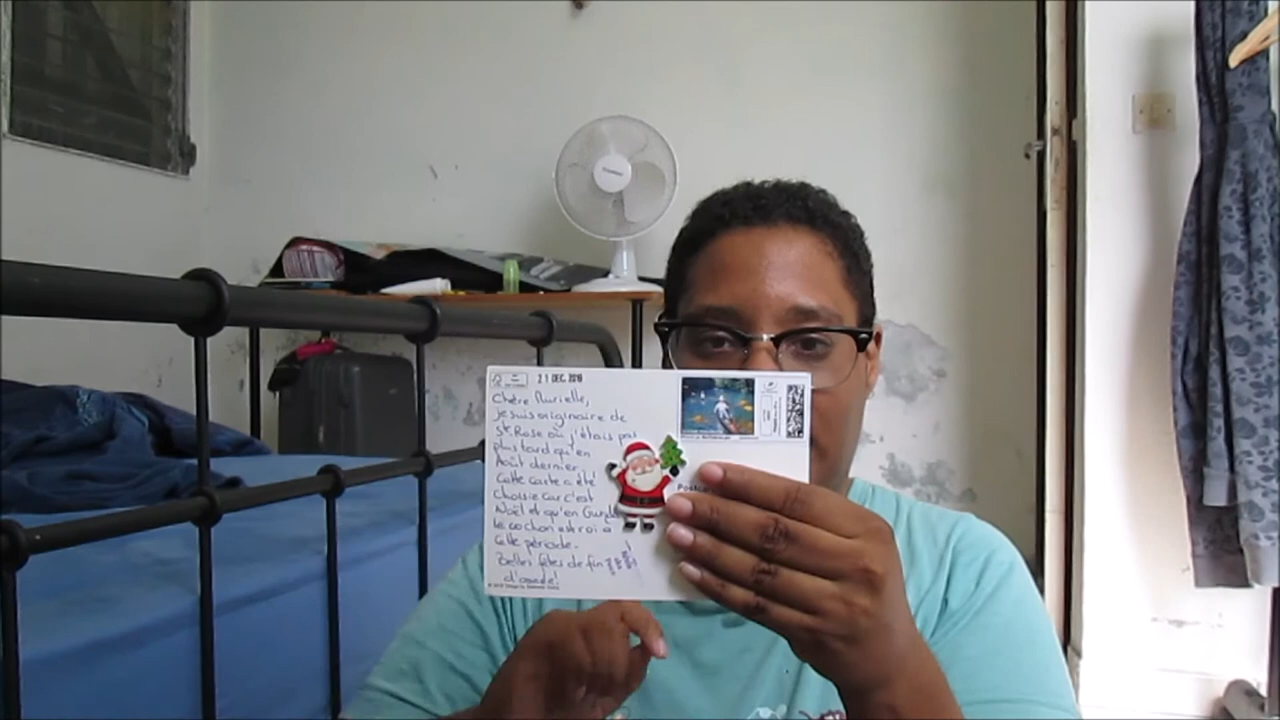 21 DEC. 2018
Chère Murielle,
je suis originaire de
St. Rose où j'étais pas
plus tard qu'en
Août dernier.
Cette carte a été
choisie car c'est
Noël et qu'en
le cochon est roi à
cette période.
Belles fêtes de fin
d'année!